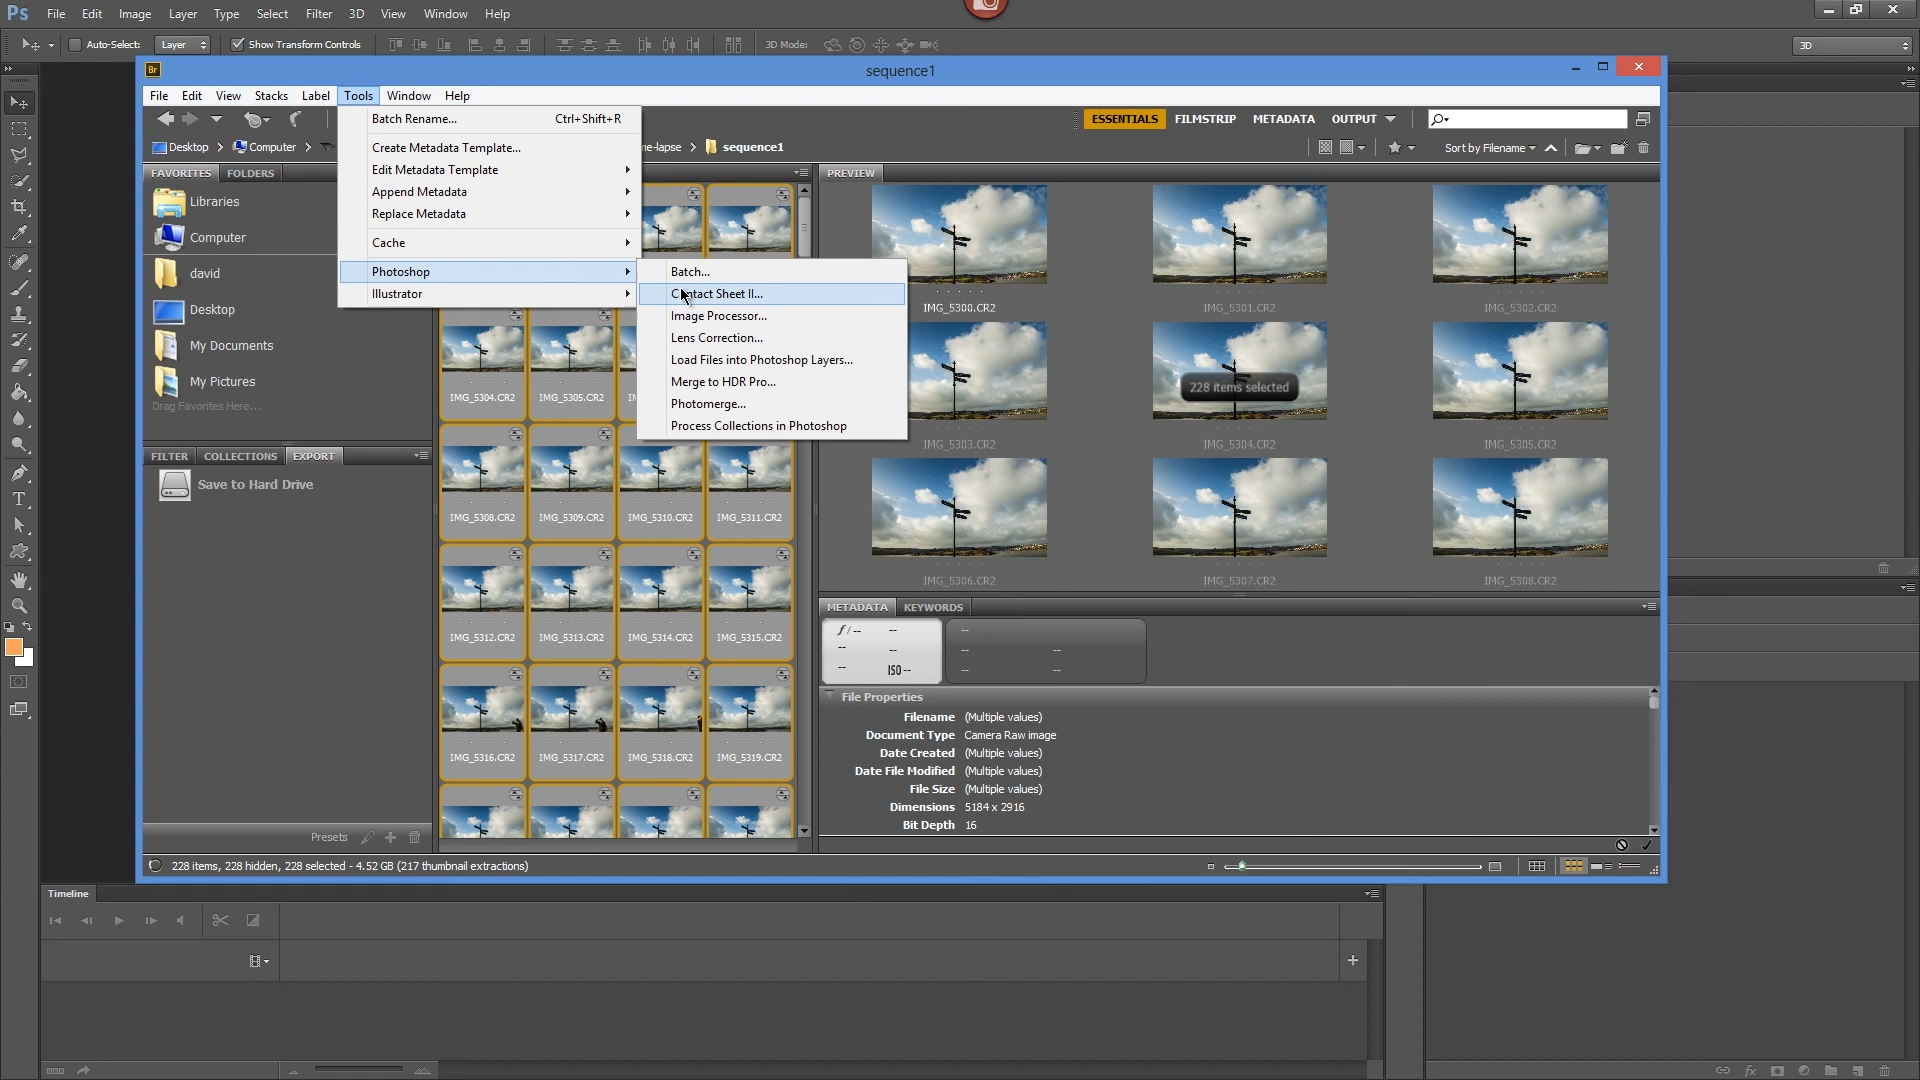 Ps File Edit Image Layer Type Select Filter 3D View Window Help
Auto-Select: Layer Show Transform Controls 3D Mode: 3D
Br sequence1
File Edit View Stacks Label Tools Window Help
ESSENTIALS FILMSTRIP METADATA OUTPUT
Desktop Computer me-lapse sequence1 Sort by Filename
Batch Rename... Ctrl+Shift+R
Create Metadata Template...
Edit Metadata Template
Append Metadata
Replace Metadata
Cache
Photoshop
Illustrator
Batch...
Contact Sheet II...
Image Processor...
Lens Correction...
Load Files into Photoshop Layers...
Merge to HDR Pro...
Photomerge...
Process Collections in Photoshop
FAVORITES FOLDERS
Libraries
Computer
david
Desktop
My Documents
My Pictures
Drag Favorites Here...
FILTER COLLECTIONS EXPORT
Save to Hard Drive
Presets
IMG_5304.CR2 IMG_5305.CR2
IMG_5308.CR2 IMG_5309.CR2 IMG_5310.CR2 IMG_5311.CR2
IMG_5312.CR2 IMG_5313.CR2 IMG_5314.CR2 IMG_5315.CR2
IMG_5316.CR2 IMG_5317.CR2 IMG_5318.CR2 IMG_5319.CR2
PREVIEW
IMG_5300.CR2 IMG_5301.CR2 IMG_5302.CR2
228 items selected
IMG_5303.CR2 IMG_5304.CR2 IMG_5305.CR2
IMG_5306.CR2 IMG_5307.CR2 IMG_5308.CR2
METADATA KEYWORDS
f/-- -- --
-- -- -- --
-- ISO -- -- --
File Properties
Filename (Multiple values)
Document Type Camera Raw image
Date Created (Multiple values)
Date File Modified (Multiple values)
File Size (Multiple values)
Dimensions 5184 x 2916
Bit Depth 16
228 items, 228 hidden, 228 selected - 4.52 GB (217 thumbnail extractions)
Timeline